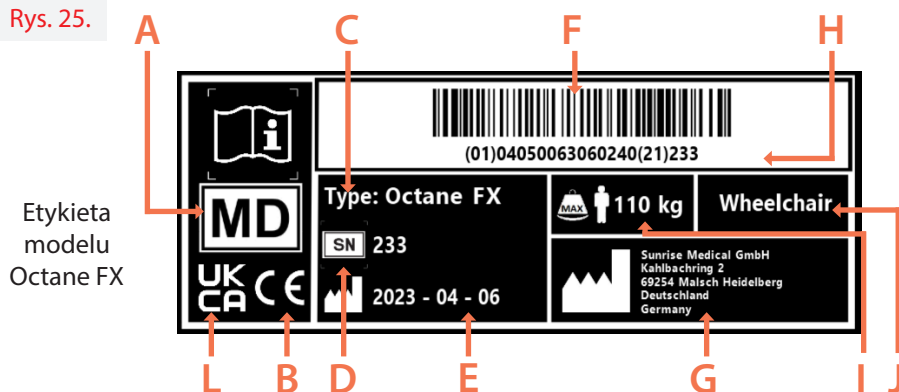 Rys. 25.
A C F H
(01)04050063060240(21)233
Etykieta
modelu
Octane FX
MD
UK
CA CE
Type: Octane FX
SN 233
2023 - 04 - 06
MAX 110 kg
Wheelchair
Sunrise Medical GmbH
Kahlbachring 2
69254 Malsch Heidelberg
Deutschland
Germany
L B D E G I J